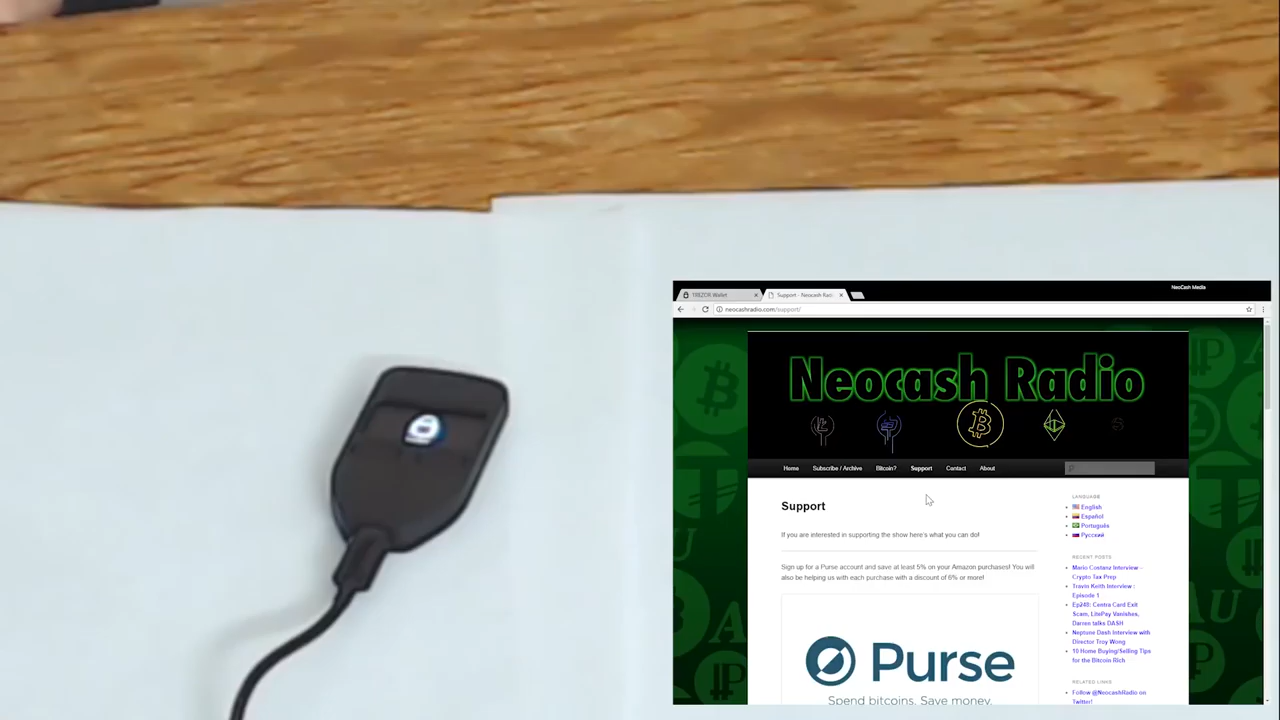 NeoCash Media
TREZOR Wallet
Support - Neocash Radi
neocashradio.com/support/
Neocash Radio
Home Subscribe / Archive Bitcoin? Support Contact About
Support
If you are interested in supporting the show here's what you can do!
Sign up for a Purse account and save at least 5% on your Amazon purchases! You will
also be helping us with each purchase with a discount of 6% or more!
Purse
Spend bitcoins. Save money.
LANGUAGE
English
Español
Português
Русский
RECENT POSTS
Mario Costanz Interview –
Crypto Tax Prep
Travin Keith Interview :
Episode 1
Ep248: Centra Card Exit
Scam, LitePay Vanishes,
Darren talks DASH
Neptune Dash Interview with
Director Troy Wong
10 Home Buying/Selling Tips
for the Bitcoin Rich
RELATED LINKS
Follow @NeocashRadio on
Twitter!